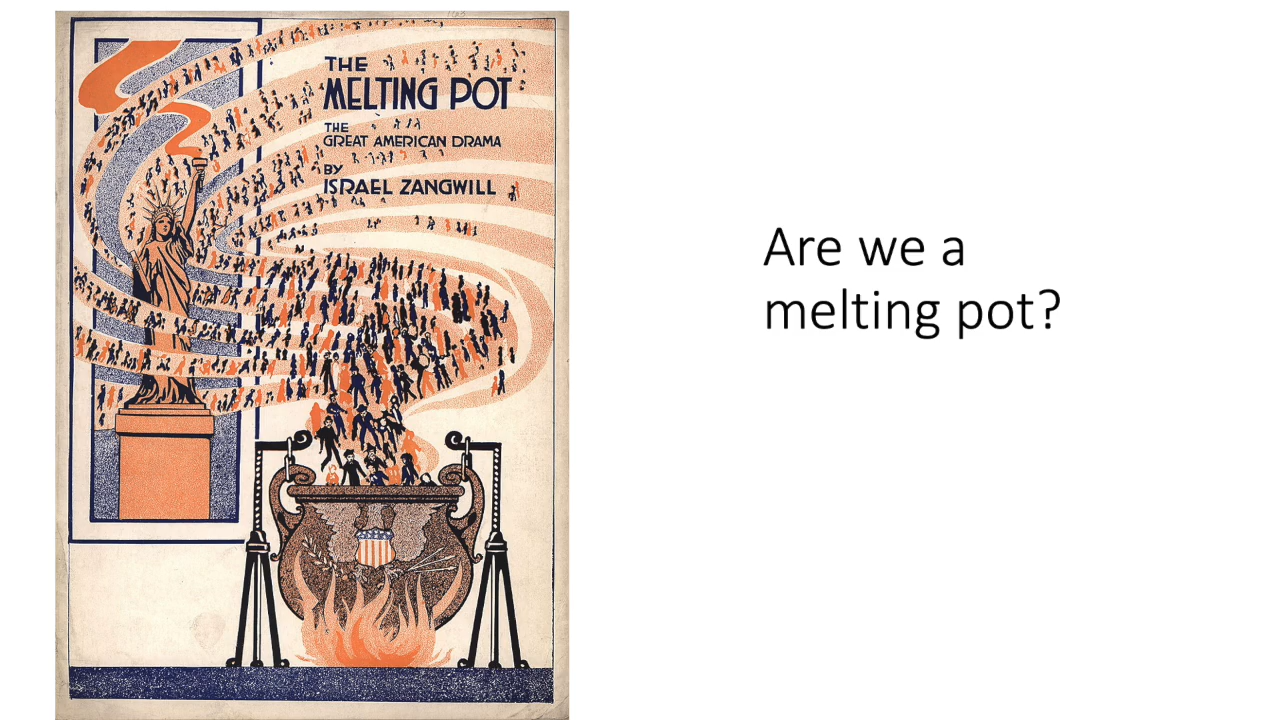 THE
MELTING POT
THE
GREAT AMERICAN DRAMA
BY
ISRAEL ZANGWILL
Are we a
melting pot?